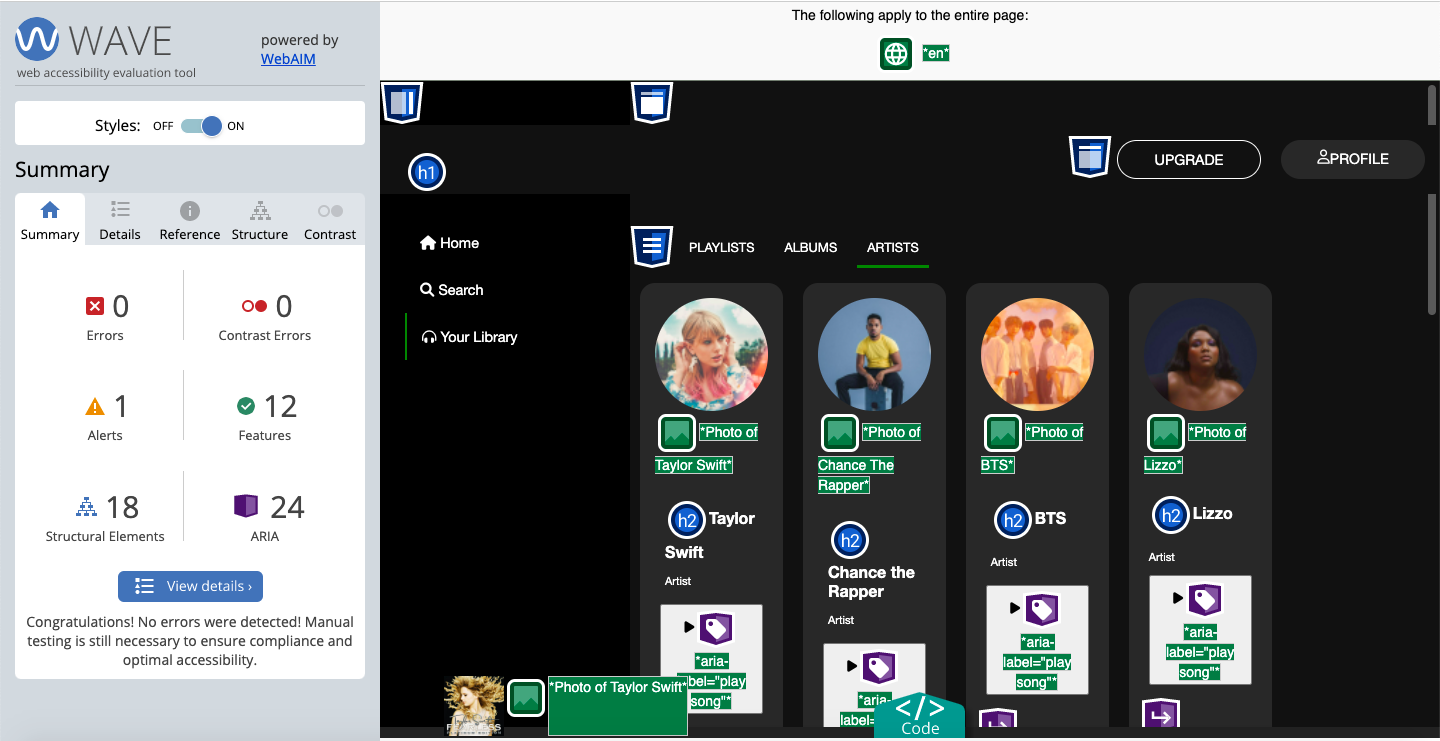 WAVE
powered by
WebAIM
web accessibility evaluation tool
Styles: OFF ON
Summary
Summary Details Reference Structure Contrast
0
Errors
0
Contrast Errors
1
Alerts
12
Features
18
Structural Elements
24
ARIA
View details ›
Congratulations! No errors were detected! Manual
testing is still necessary to ensure compliance and
optimal accessibility.
The following apply to the entire page:
*en*
h1
UPGRADE
PROFILE
Home
Search
Your Library
PLAYLISTS ALBUMS ARTISTS
*Photo of
Taylor Swift*
h2 Taylor
Swift
Artist
*aria-
label="play
song"*
*Photo of
Chance The
Rapper*
h2
Chance the
Rapper
Artist
*aria-
label="play
*Photo of
BTS*
h2 BTS
Artist
*aria-
label="play
song"*
*Photo of
Lizzo*
h2 Lizzo
Artist
*aria-
label="play
song"*
*Photo of Taylor Swift*
</> 
Code